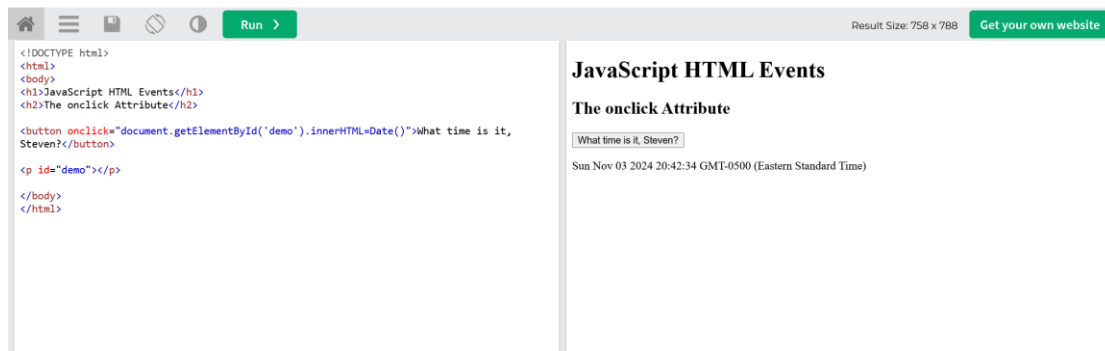 Run ❯
Result Size: 758 x 788
Get your own website
<!DOCTYPE html>
<html>
<body>
<h1>JavaScript HTML Events</h1>
<h2>The onclick Attribute</h2>
<button onclick="document.getElementById('demo').innerHTML=Date()">What time is it,
Steven?</button>
<p id="demo"></p>
</body>
</html>
JavaScript HTML Events
The onclick Attribute
What time is it, Steven?
Sun Nov 03 2024 20:42:34 GMT-0500 (Eastern Standard Time)